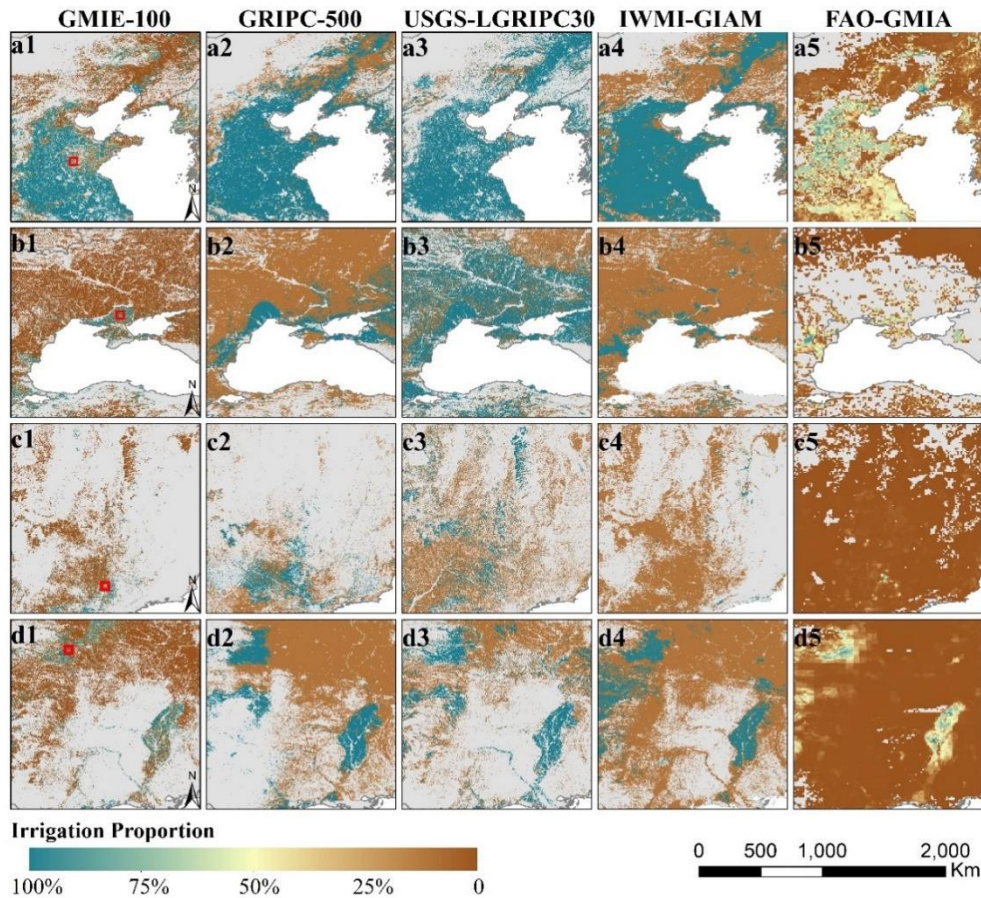 GMIE-100 GRIPC-500 USGS-LGRIPC30 IWMI-GIAM FAO-GMIA
a1 a2 a3 a4 a5
N
b1 b2 b3 b4 b5
N
c1 c2 c3 c4 c5
N
d1 d2 d3 d4 d5
N
Irrigation Proportion
100% 75% 50% 25% 0
0 500 1,000 2,000
Km